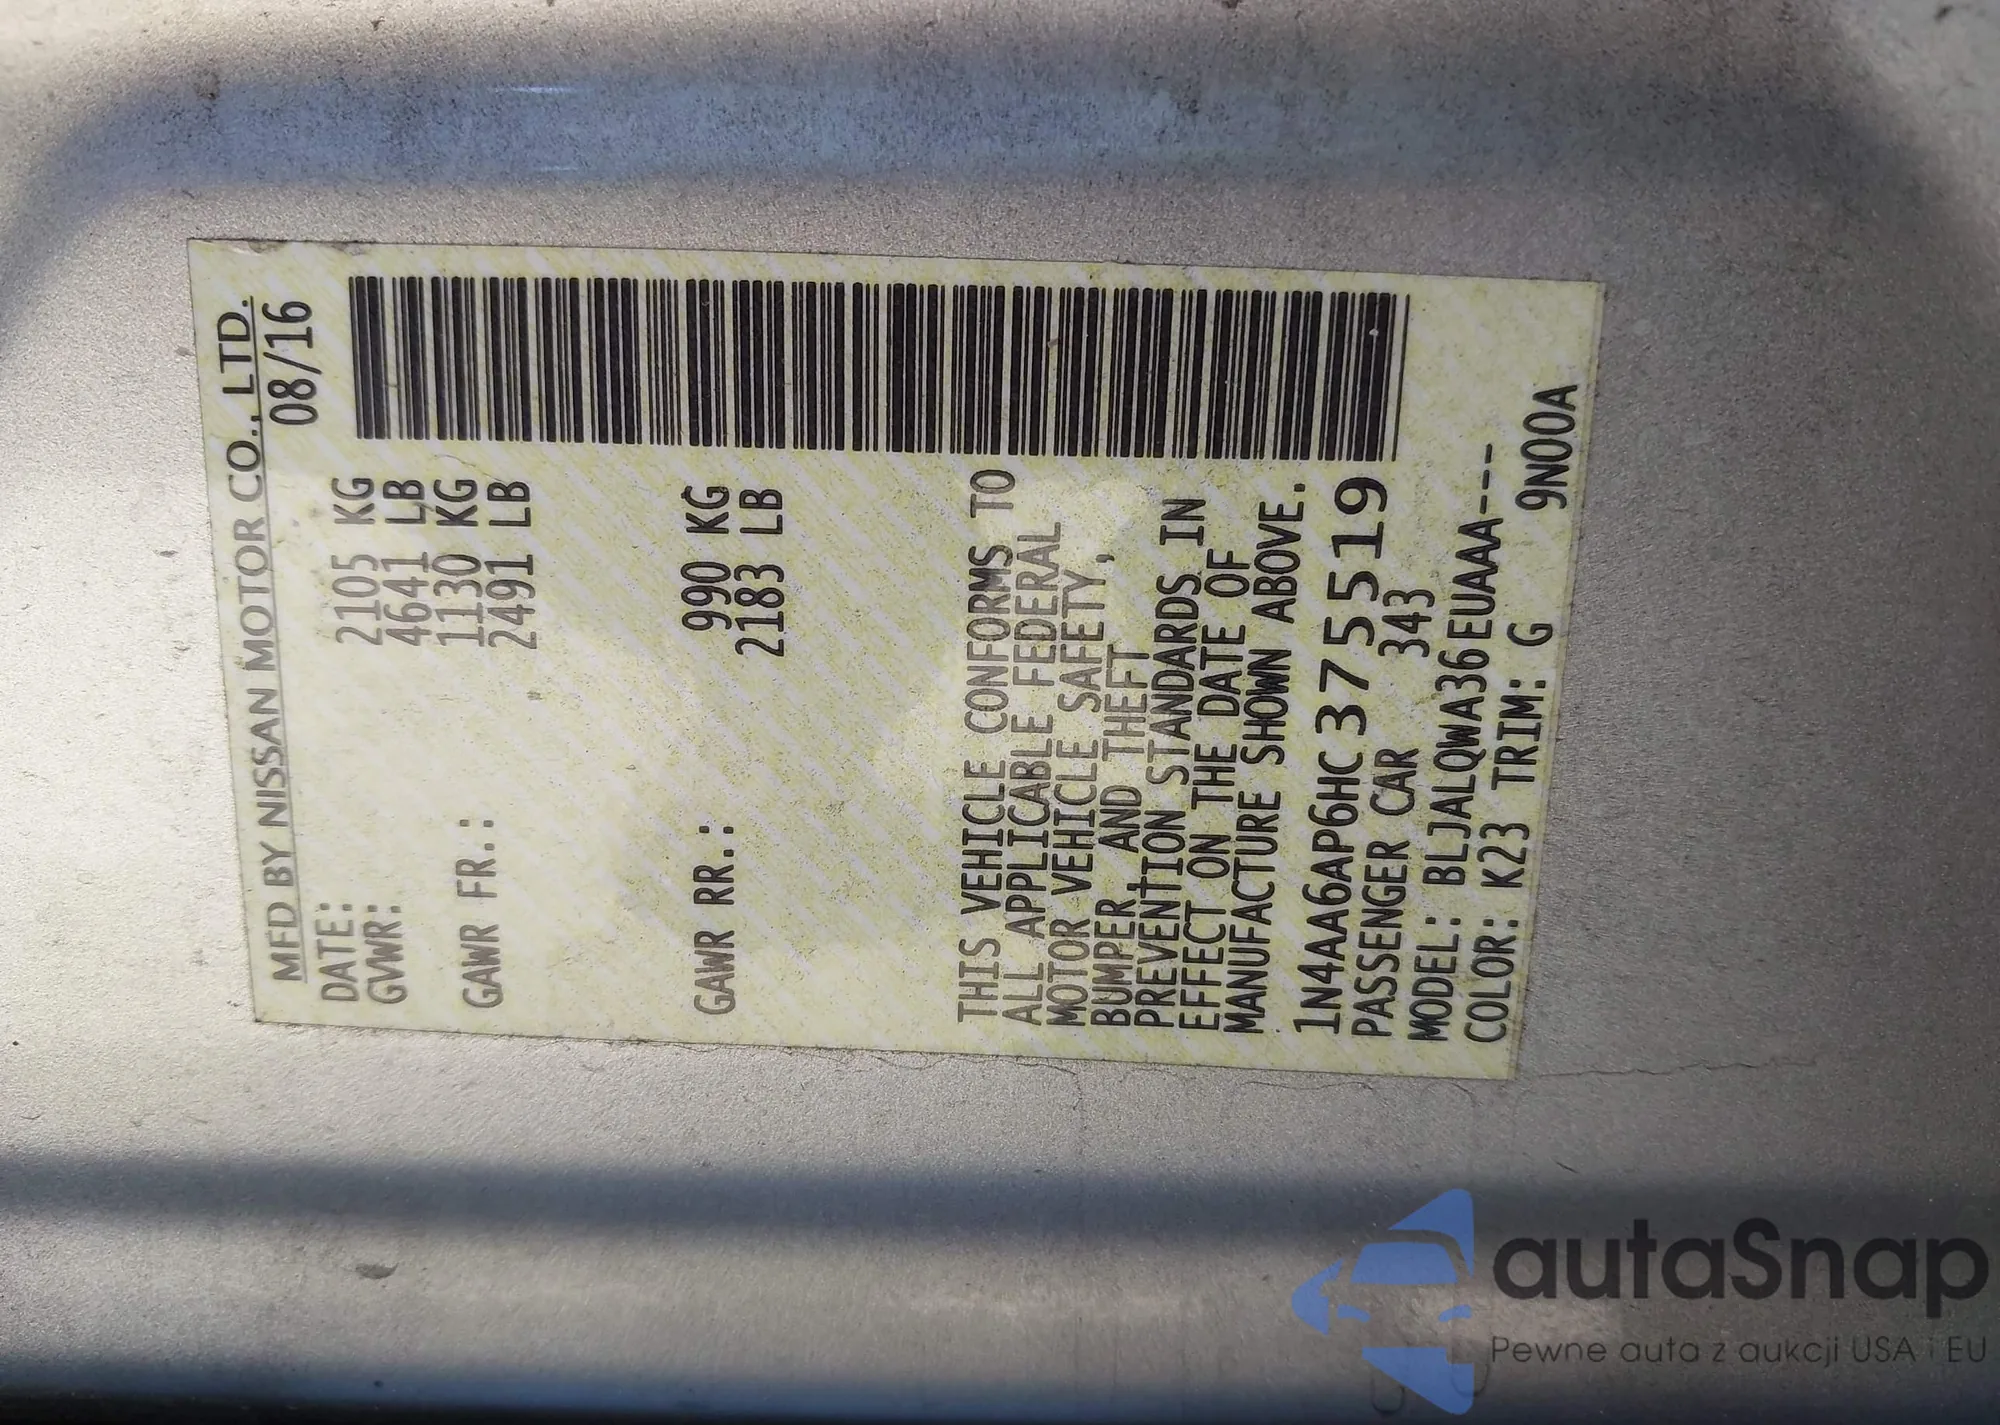 MFD BY NISSAN MOTOR CO., LTD.
DATE: 08/16
GVWR: 2105 KG
4641 LB
GAWR FR.: 1130 KG
2491 LB
GAWR RR.: 990 KG
2183 LB
THIS VEHICLE CONFORMS TO
ALL APPLICABLE FEDERAL
MOTOR VEHICLE SAFETY,
BUMPER, AND THEFT
PREVENTION STANDARDS IN
EFFECT ON THE DATE OF
MANUFACTURE SHOWN ABOVE.
1N4AA6AP6HC375519
PASSENGER CAR 343
MODEL: BLJALQWA36EUAAA---
COLOR: K23 TRIM: G 9N00A
autaSnap
Pewne auta z aukcji USA i EU